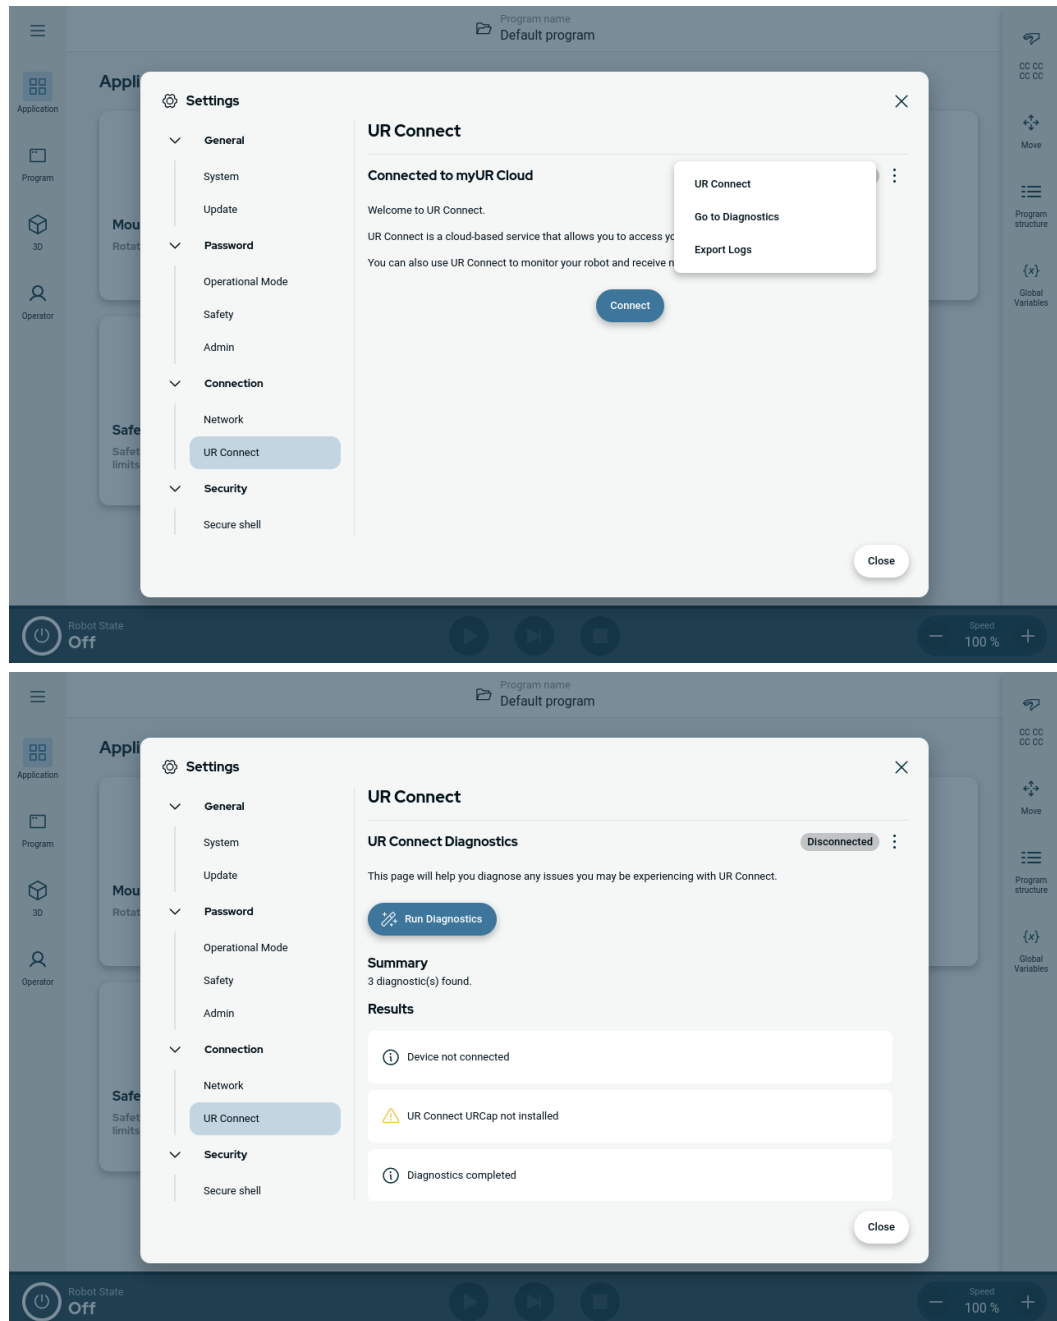 Program name
Default program
Application
Program
3D
Operator
Appli
Mou
Rotat
Safe
Safet
limits
Settings
General
System
Update
Password
Operational Mode
Safety
Admin
Connection
Network
UR Connect
Security
Secure shell
UR Connect
Connected to myUR Cloud
Welcome to UR Connect.
UR Connect is a cloud-based service that allows you to access yo
You can also use UR Connect to monitor your robot and receive n
UR Connect
Go to Diagnostics
Export Logs
Connect
Close
CC CC
CC CC
Move
Program
structure
{x}
Global
Variables
Robot State
Off
Speed
100 %
Program name
Default program
Application
Program
3D
Operator
Appli
Mou
Rotat
Safe
Safet
limits
Settings
General
System
Update
Password
Operational Mode
Safety
Admin
Connection
Network
UR Connect
Security
Secure shell
UR Connect
UR Connect Diagnostics
Disconnected
This page will help you diagnose any issues you may be experiencing with UR Connect.
Run Diagnostics
Summary
3 diagnostic(s) found.
Results
Device not connected
UR Connect URCap not installed
Diagnostics completed
Close
CC CC
CC CC
Move
Program
structure
{x}
Global
Variables
Robot State
Off
Speed
100 %